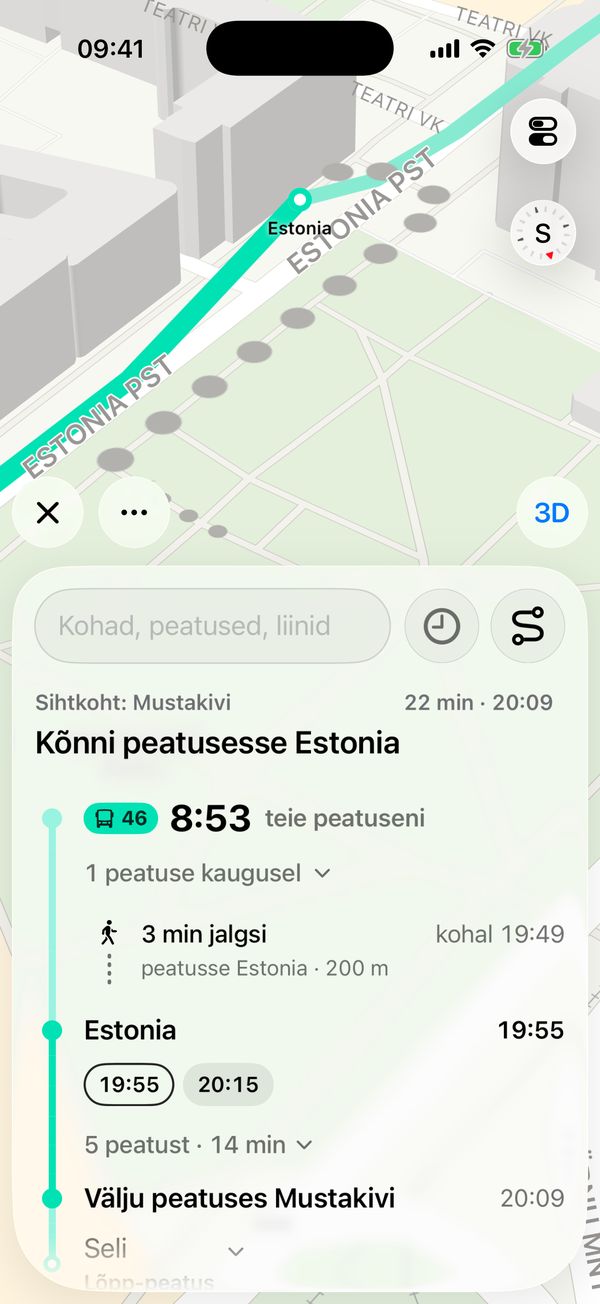 TEATRI VK
09:41
TEATRI VK
TEATRI VK
S
Estonia
ESTONIA PST
ESTONIA PST
3D
Kohad, peatused, liinid
Sihtkoht: Mustakivi
22 min · 20:09
Kõnni peatusesse Estonia
46 8:53 teie peatuseni
1 peatuse kaugusel
3 min jalgsi
kohal 19:49
peatusse Estonia · 200 m
Estonia
19:55
19:55 20:15
5 peatust · 14 min
Välju peatuses Mustakivi
20:09
Seli
Lõpp-peatus